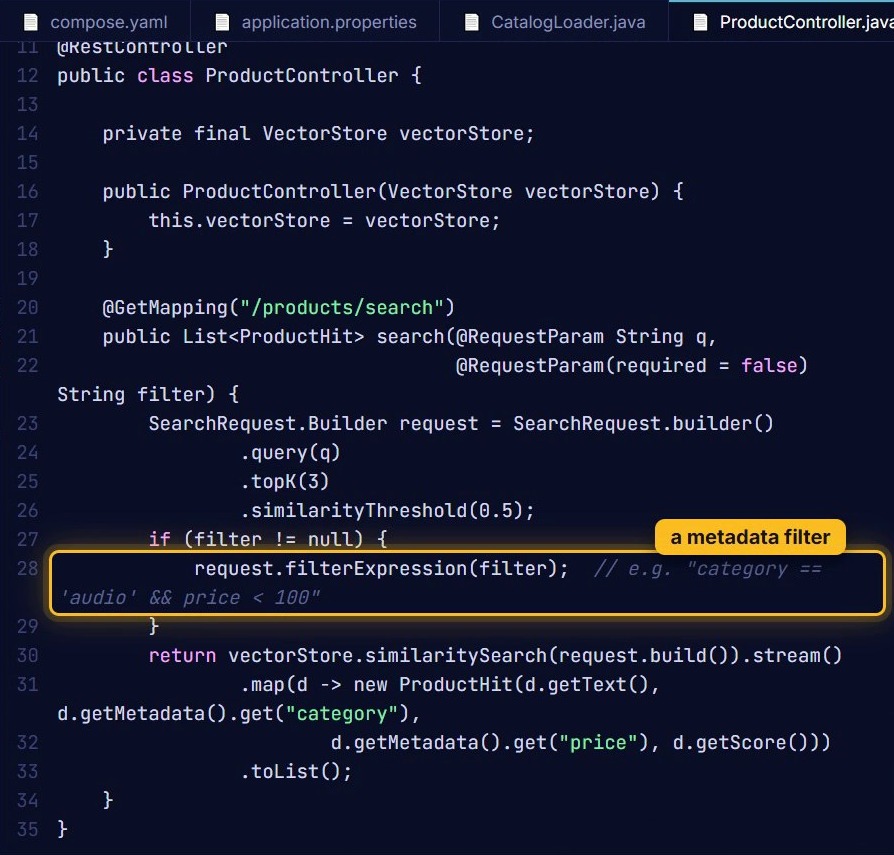 compose.yaml application.properties CatalogLoader.java ProductController.java
11 @RestController
12 public class ProductController {
13
14     private final VectorStore vectorStore;
15
16     public ProductController(VectorStore vectorStore) {
17         this.vectorStore = vectorStore;
18     }
19
20     @GetMapping("/products/search")
21     public List<ProductHit> search(@RequestParam String q,
22                                    @RequestParam(required = false)
String filter) {
23         SearchRequest.Builder request = SearchRequest.builder()
24                 .query(q)
25                 .topK(3)
26                 .similarityThreshold(0.5);
27         if (filter != null) {
a metadata filter
28             request.filterExpression(filter);  // e.g. "category ==
'audio' && price < 100"
29         }
30         return vectorStore.similaritySearch(request.build()).stream()
31                 .map(d -> new ProductHit(d.getText(),
d.getMetadata().get("category"),
32                         d.getMetadata().get("price"), d.getScore()))
33                 .toList();
34     }
35 }